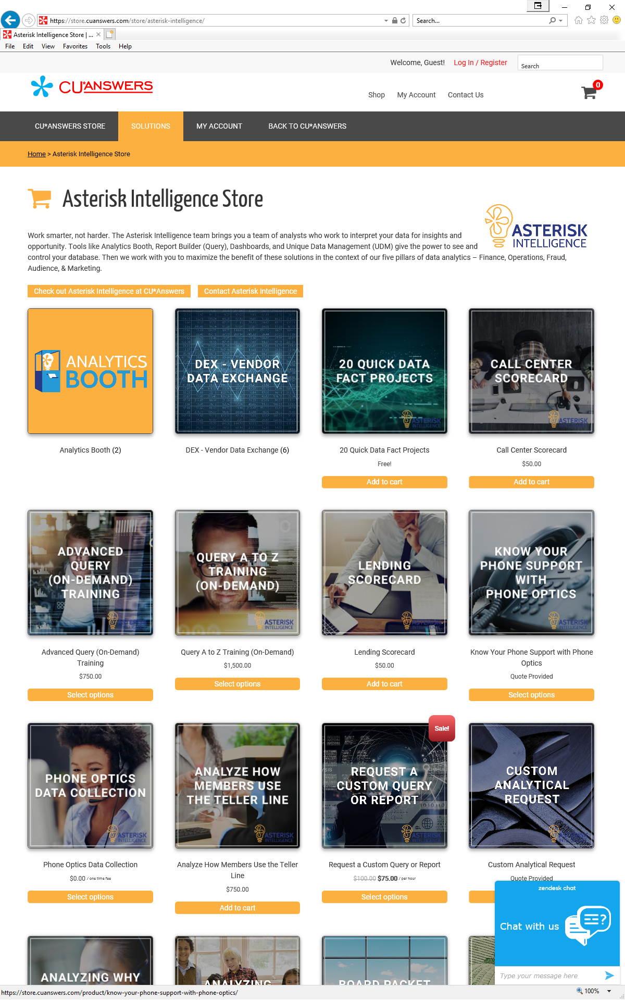 https://store.cuanswers.com/store/asterisk-intelligence/
Search...
Asterisk Intelligence Store | ...
File Edit View Favorites Tools Help
Welcome, Guest! Log In / Register
Search
CU*ANSWERS
0
Shop My Account Contact Us
CU*ANSWERS STORE SOLUTIONS MY ACCOUNT BACK TO CU*ANSWERS
Home > Asterisk Intelligence Store
Asterisk Intelligence Store
ASTERISK
INTELLIGENCE
Work smarter, not harder. The Asterisk Intelligence team brings you a team of analysts who work to interpret your data for insights and
opportunity. Tools like Analytics Booth, Report Builder (Query), Dashboards, and Unique Data Management (UDM) give the power to see and
control your database. Then we work with you to maximize the benefit of these solutions in the context of our five pillars of data analytics – Finance, Operations, Fraud,
Audience, & Marketing.
Check out Asterisk Intelligence at CU*Answers Contact Asterisk Intelligence
ANALYTICS
BOOTH
DEX - VENDOR
DATA EXCHANGE
20 QUICK DATA
FACT PROJECTS
ASTERISK
INTELLIGENCE
CALL CENTER
SCORECARD
ASTERISK
INTELLIGENCE
Analytics Booth (2)
DEX - Vendor Data Exchange (6)
20 Quick Data Fact Projects
Free!
Add to cart
Call Center Scorecard
$50.00
Add to cart
ADVANCED
QUERY
(ON-DEMAND)
TRAINING
ASTERISK
INTELLIGENCE
QUERY A TO Z
TRAINING
(ON-DEMAND)
ASTERISK
INTELLIGENCE
LENDING
SCORECARD
ASTERISK
INTELLIGENCE
KNOW YOUR
PHONE SUPPORT
WITH
PHONE OPTICS
ASTERISK
INTELLIGENCE
Advanced Query (On-Demand)
Training
$750.00
Select options
Query A to Z Training (On-Demand)
$1,500.00
Select options
Lending Scorecard
$50.00
Add to cart
Know Your Phone Support with Phone
Optics
Quote Provided
Select options
PHONE OPTICS
DATA COLLECTION
ASTERISK
INTELLIGENCE
ANALYZE HOW
MEMBERS USE
THE TELLER LINE
ASTERISK
INTELLIGENCE
Sale!
REQUEST A
CUSTOM QUERY
OR REPORT
ASTERISK
INTELLIGENCE
CUSTOM
ANALYTICAL
REQUEST
ASTERISK
INTELLIGENCE
Phone Optics Data Collection
$0.00 / one time fee
Select options
Analyze How Members Use the Teller
Line
$750.00
Add to cart
Request a Custom Query or Report
$100.00 $75.00 / per hour
Select options
Custom Analytical Request
Quote Provided
zendesk chat
Chat with us
?
Type your message here
ANALYZING WHY
ANALYZING
BOARD PACKET
https://store.cuanswers.com/product/know-your-phone-support-with-phone-optics/
100%